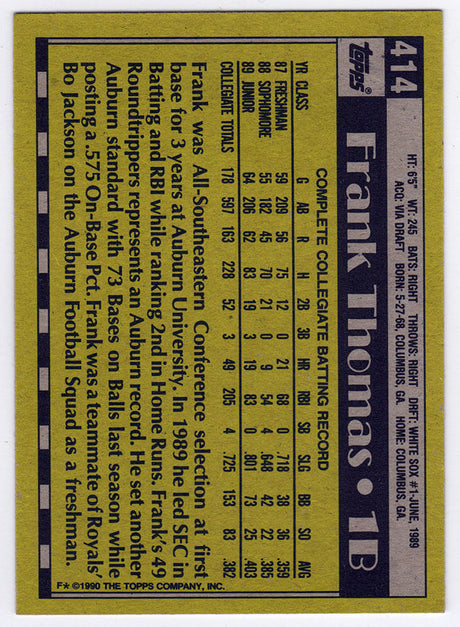 414
topps®
Frank Thomas • 1B
HT: 6'5" WT: 245 BATS: RIGHT THROWS: RIGHT DRFT: WHITE SOX #1-JUNE, 1989
ACQ: VIA DRAFT BORN: 5-27-68, COLUMBUS, GA. HOME: COLUMBUS, GA.
COMPLETE COLLEGIATE BATTING RECORD
YR CLASS G AB R H 2B 3B HR RBI SB SLG BB SO AVG
87 FRESHMAN 59 209 56 75 12 0 21 68 0 .718 38 36 .359
88 SOPHOMORE 55 182 45 70 21 0 9 54 4 .648 42 22 .385
89 JUNIOR 64 206 62 83 19 3 19 83 0 .801 73 25 .403
COLLEGIATE TOTALS 178 597 163 228 52 3 49 205 4 .725 153 83 .382
Frank was All-Southeastern Conference selection at first
base for 3 years at Auburn University. In 1989 he led SEC in
Batting and RBI while ranking 2nd in Home Runs. Frank's 49
Roundtrippers represents an Auburn record. He set another
Auburn standard with 73 Bases on Balls last season while
posting a .575 On-Base Pct. Frank was a teammate of Royals'
Bo Jackson on the Auburn Football Squad as a freshman.
F* ©1990 THE TOPPS COMPANY, INC.